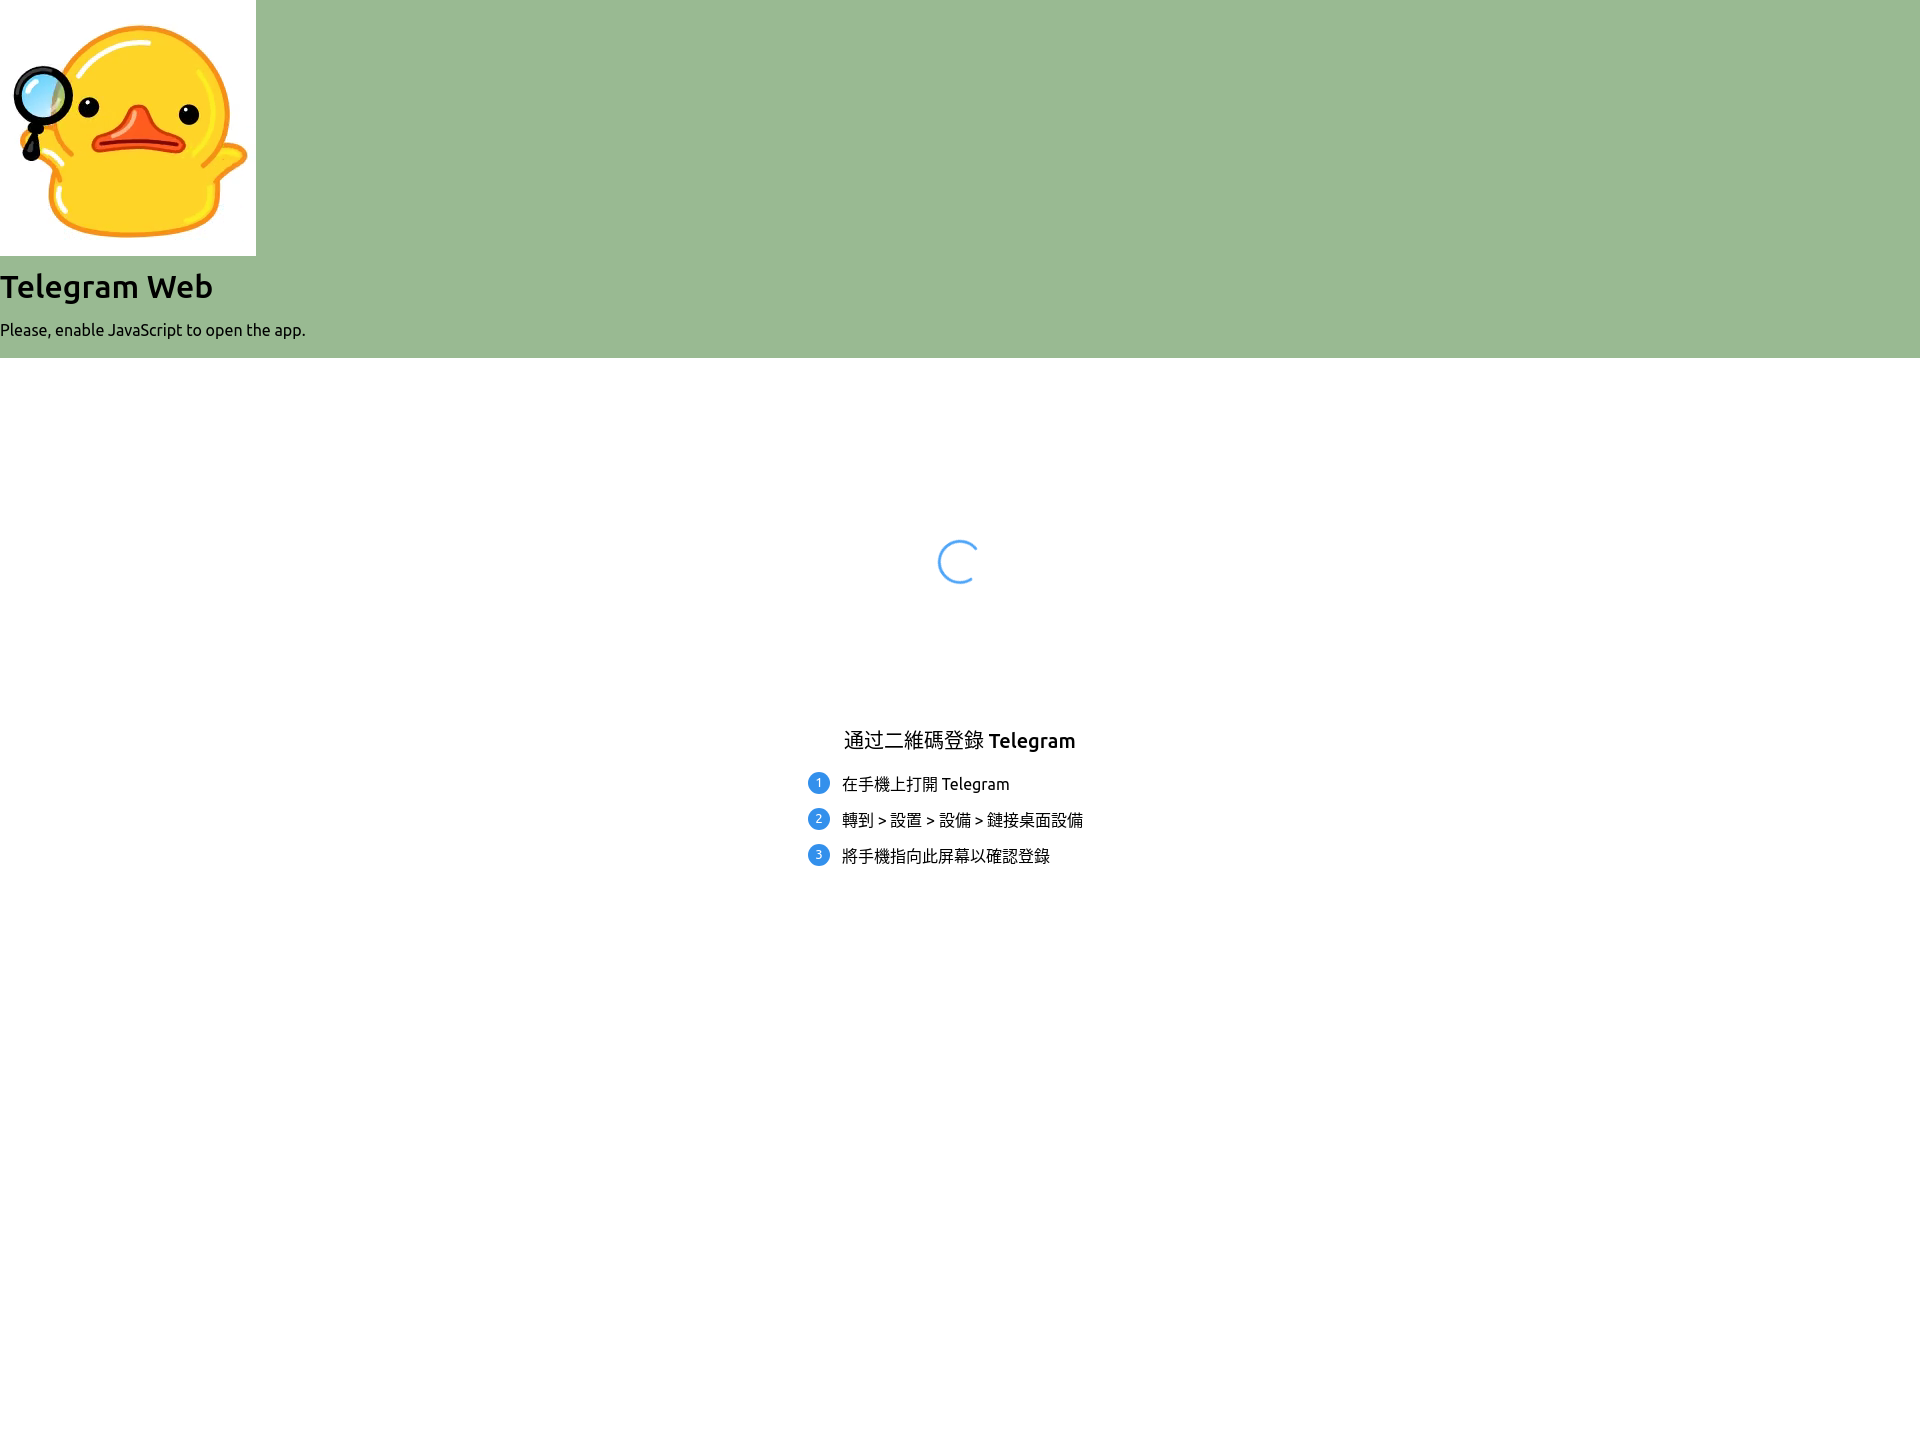 Telegram Web
Please, enable JavaScript to open the app.
通过二維碼登錄 Telegram
1 在手機上打開 Telegram
2 轉到 > 設置 > 設備 > 鏈接桌面設備
3 將手機指向此屏幕以確認登錄